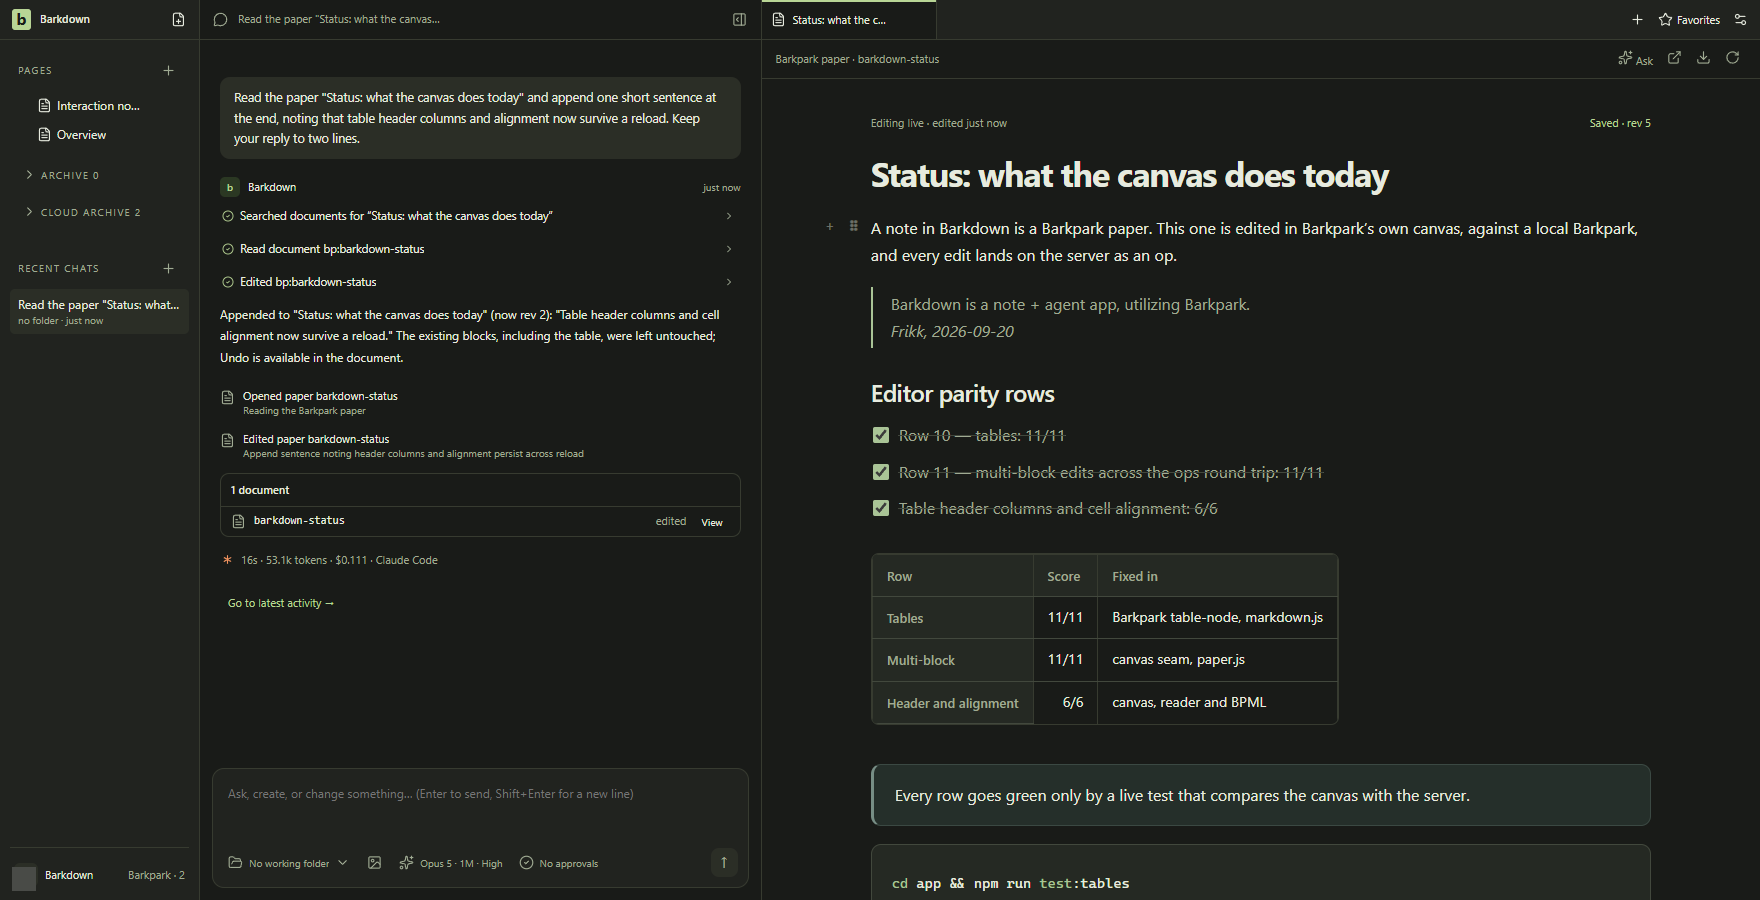 b Barkdown
PAGES
Interaction no...
Overview
ARCHIVE 0
CLOUD ARCHIVE 2
RECENT CHATS
Read the paper "Status: what...
no folder · just now
Barkdown
Barkpark · 2
Read the paper "Status: what the canvas...
Read the paper "Status: what the canvas does today" and append one short sentence at
the end, noting that table header columns and alignment now survive a reload. Keep
your reply to two lines.
b Barkdown
just now
Searched documents for “Status: what the canvas does today”
Read document bp:barkdown-status
Edited bp:barkdown-status
Appended to "Status: what the canvas does today" (now rev 2): "Table header columns and cell
alignment now survive a reload." The existing blocks, including the table, were left untouched;
Undo is available in the document.
Opened paper barkdown-status
Reading the Barkpark paper
Edited paper barkdown-status
Append sentence noting header columns and alignment persist across reload
1 document
barkdown-status edited View
16s · 53.1k tokens · $0.111 · Claude Code
Go to latest activity →
Ask, create, or change something... (Enter to send, Shift+Enter for a new line)
No working folder Opus 5 · 1M · High No approvals
Status: what the c...
Favorites
Barkpark paper · barkdown-status
Ask
Editing live · edited just now
Saved · rev 5
Status: what the canvas does today
A note in Barkdown is a Barkpark paper. This one is edited in Barkpark’s own canvas, against a local Barkpark,
and every edit lands on the server as an op.
Barkdown is a note + agent app, utilizing Barkpark.
Frikk, 2026-09-20
Editor parity rows
Row 10 — tables: 11/11
Row 11 — multi-block edits across the ops round trip: 11/11
Table header columns and cell alignment: 6/6
Row Score Fixed in
Tables 11/11 Barkpark table-node, markdown.js
Multi-block 11/11 canvas seam, paper.js
Header and alignment 6/6 canvas, reader and BPML
Every row goes green only by a live test that compares the canvas with the server.
cd app && npm run test:tables